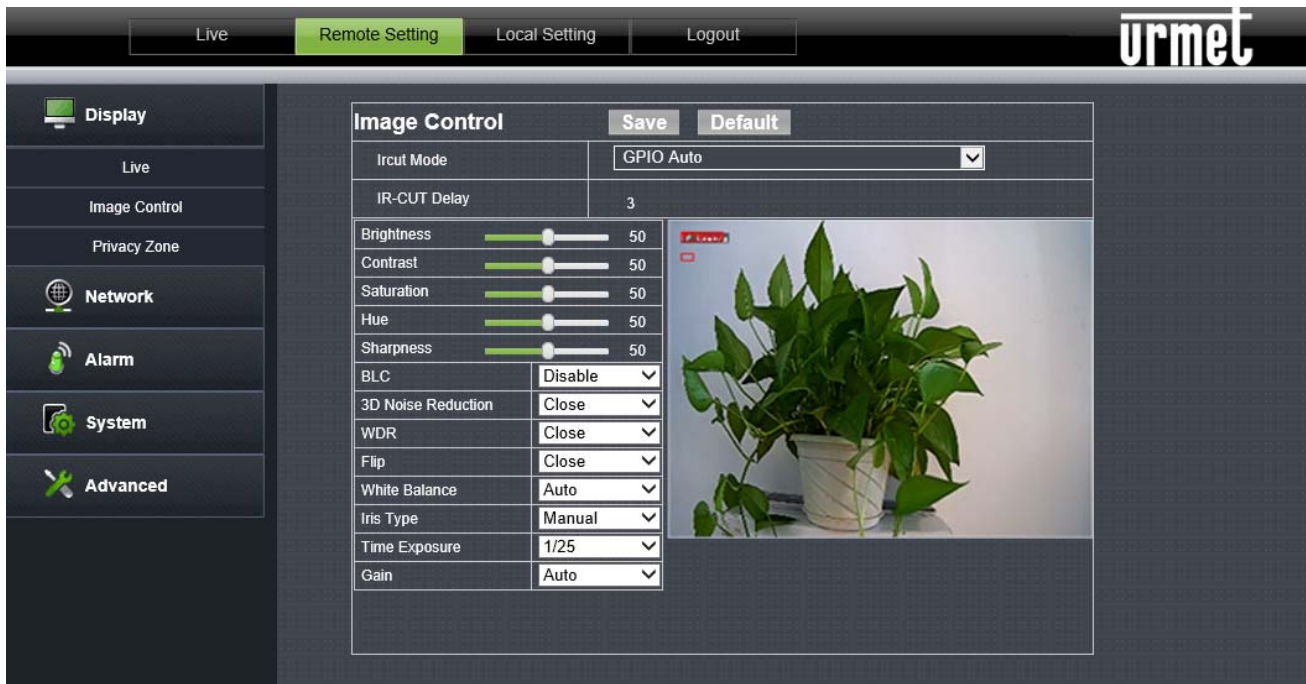 Live Remote Setting Local Setting Logout urmet
Display
Live
Image Control
Privacy Zone
Network
Alarm
System
Advanced
Image Control Save Default
Ircut Mode GPIO Auto
IR-CUT Delay 3
Brightness 50
Contrast 50
Saturation 50
Hue 50
Sharpness 50
BLC Disable
3D Noise Reduction Close
WDR Close
Flip Close
White Balance Auto
Iris Type Manual
Time Exposure 1/25
Gain Auto